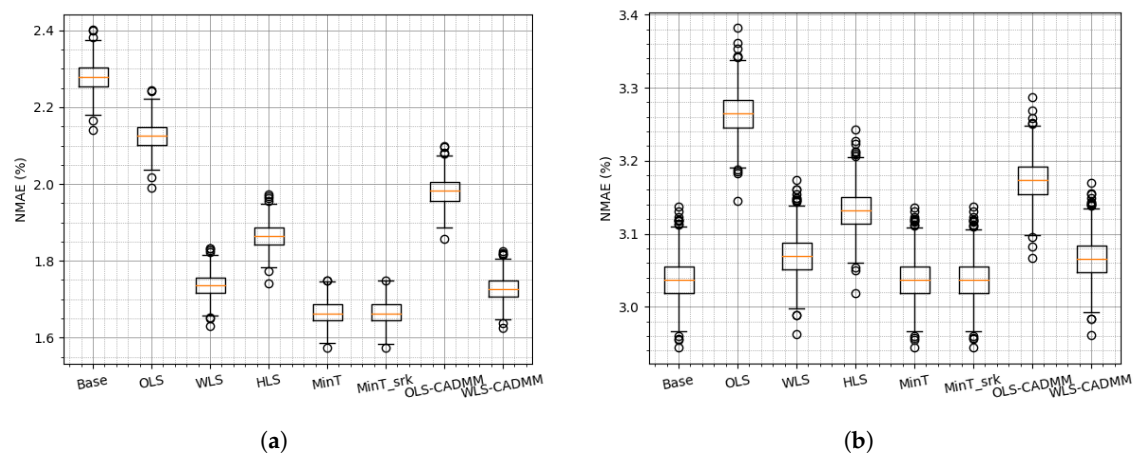 2.4
2.2
2.0
1.8
1.6
NMAE (%)
Base
OLS
WLS
HLS
MinT
MinT_srk
OLS-CADMM
WLS-CADMM
(a)
3.4
3.3
3.2
3.1
3.0
NMAE (%)
Base
OLS
WLS
HLS
MinT
MinT_srk
OLS-CADMM
WLS-CADMM
(b)